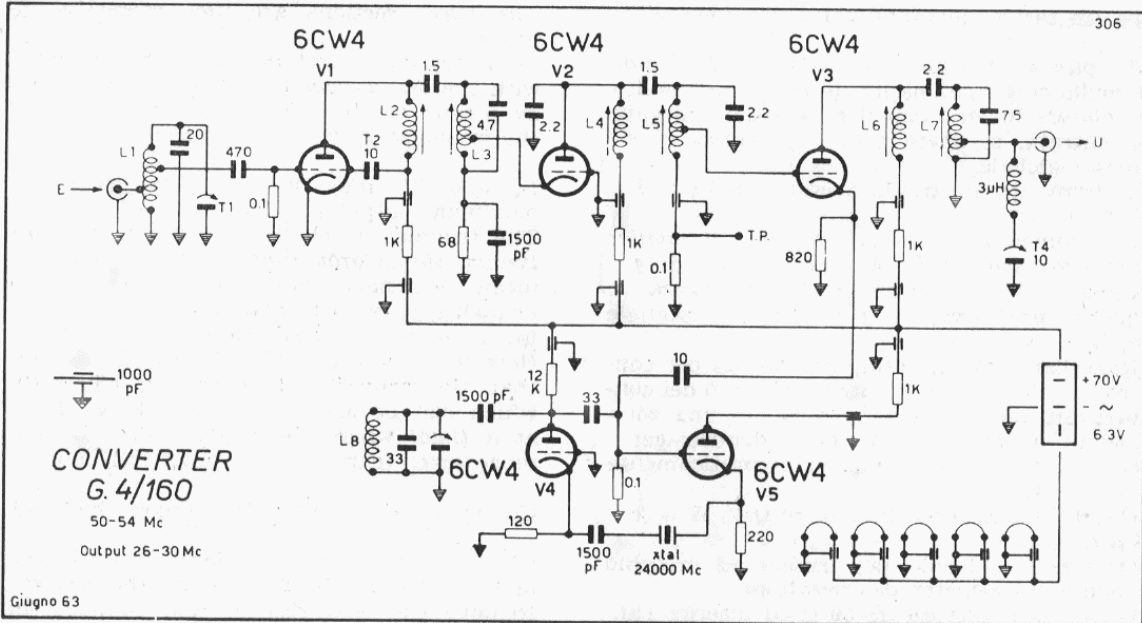 306
6CW4
6CW4
6CW4
V1
V2
V3
1.5
1.5
2.2
L1
20
470
T1
0.1
E
T2
10
L2
L3
4.7
2.2
L4
L5
2.2
L6
L7
7.5
U
3µH
T4
10
1K
68
1500
pF
1K
0.1
T.P.
820
1K
1000
pF
12
K
10
1K
+70V
~
6 3V
1500 pF
33
L8
33
6CW4
V4
0.1
6CW4
V5
120
1500
pF
xtal
24000 Mc
220
CONVERTER
G.4/160
50-54 Mc
Output 26-30 Mc
Giugno 63